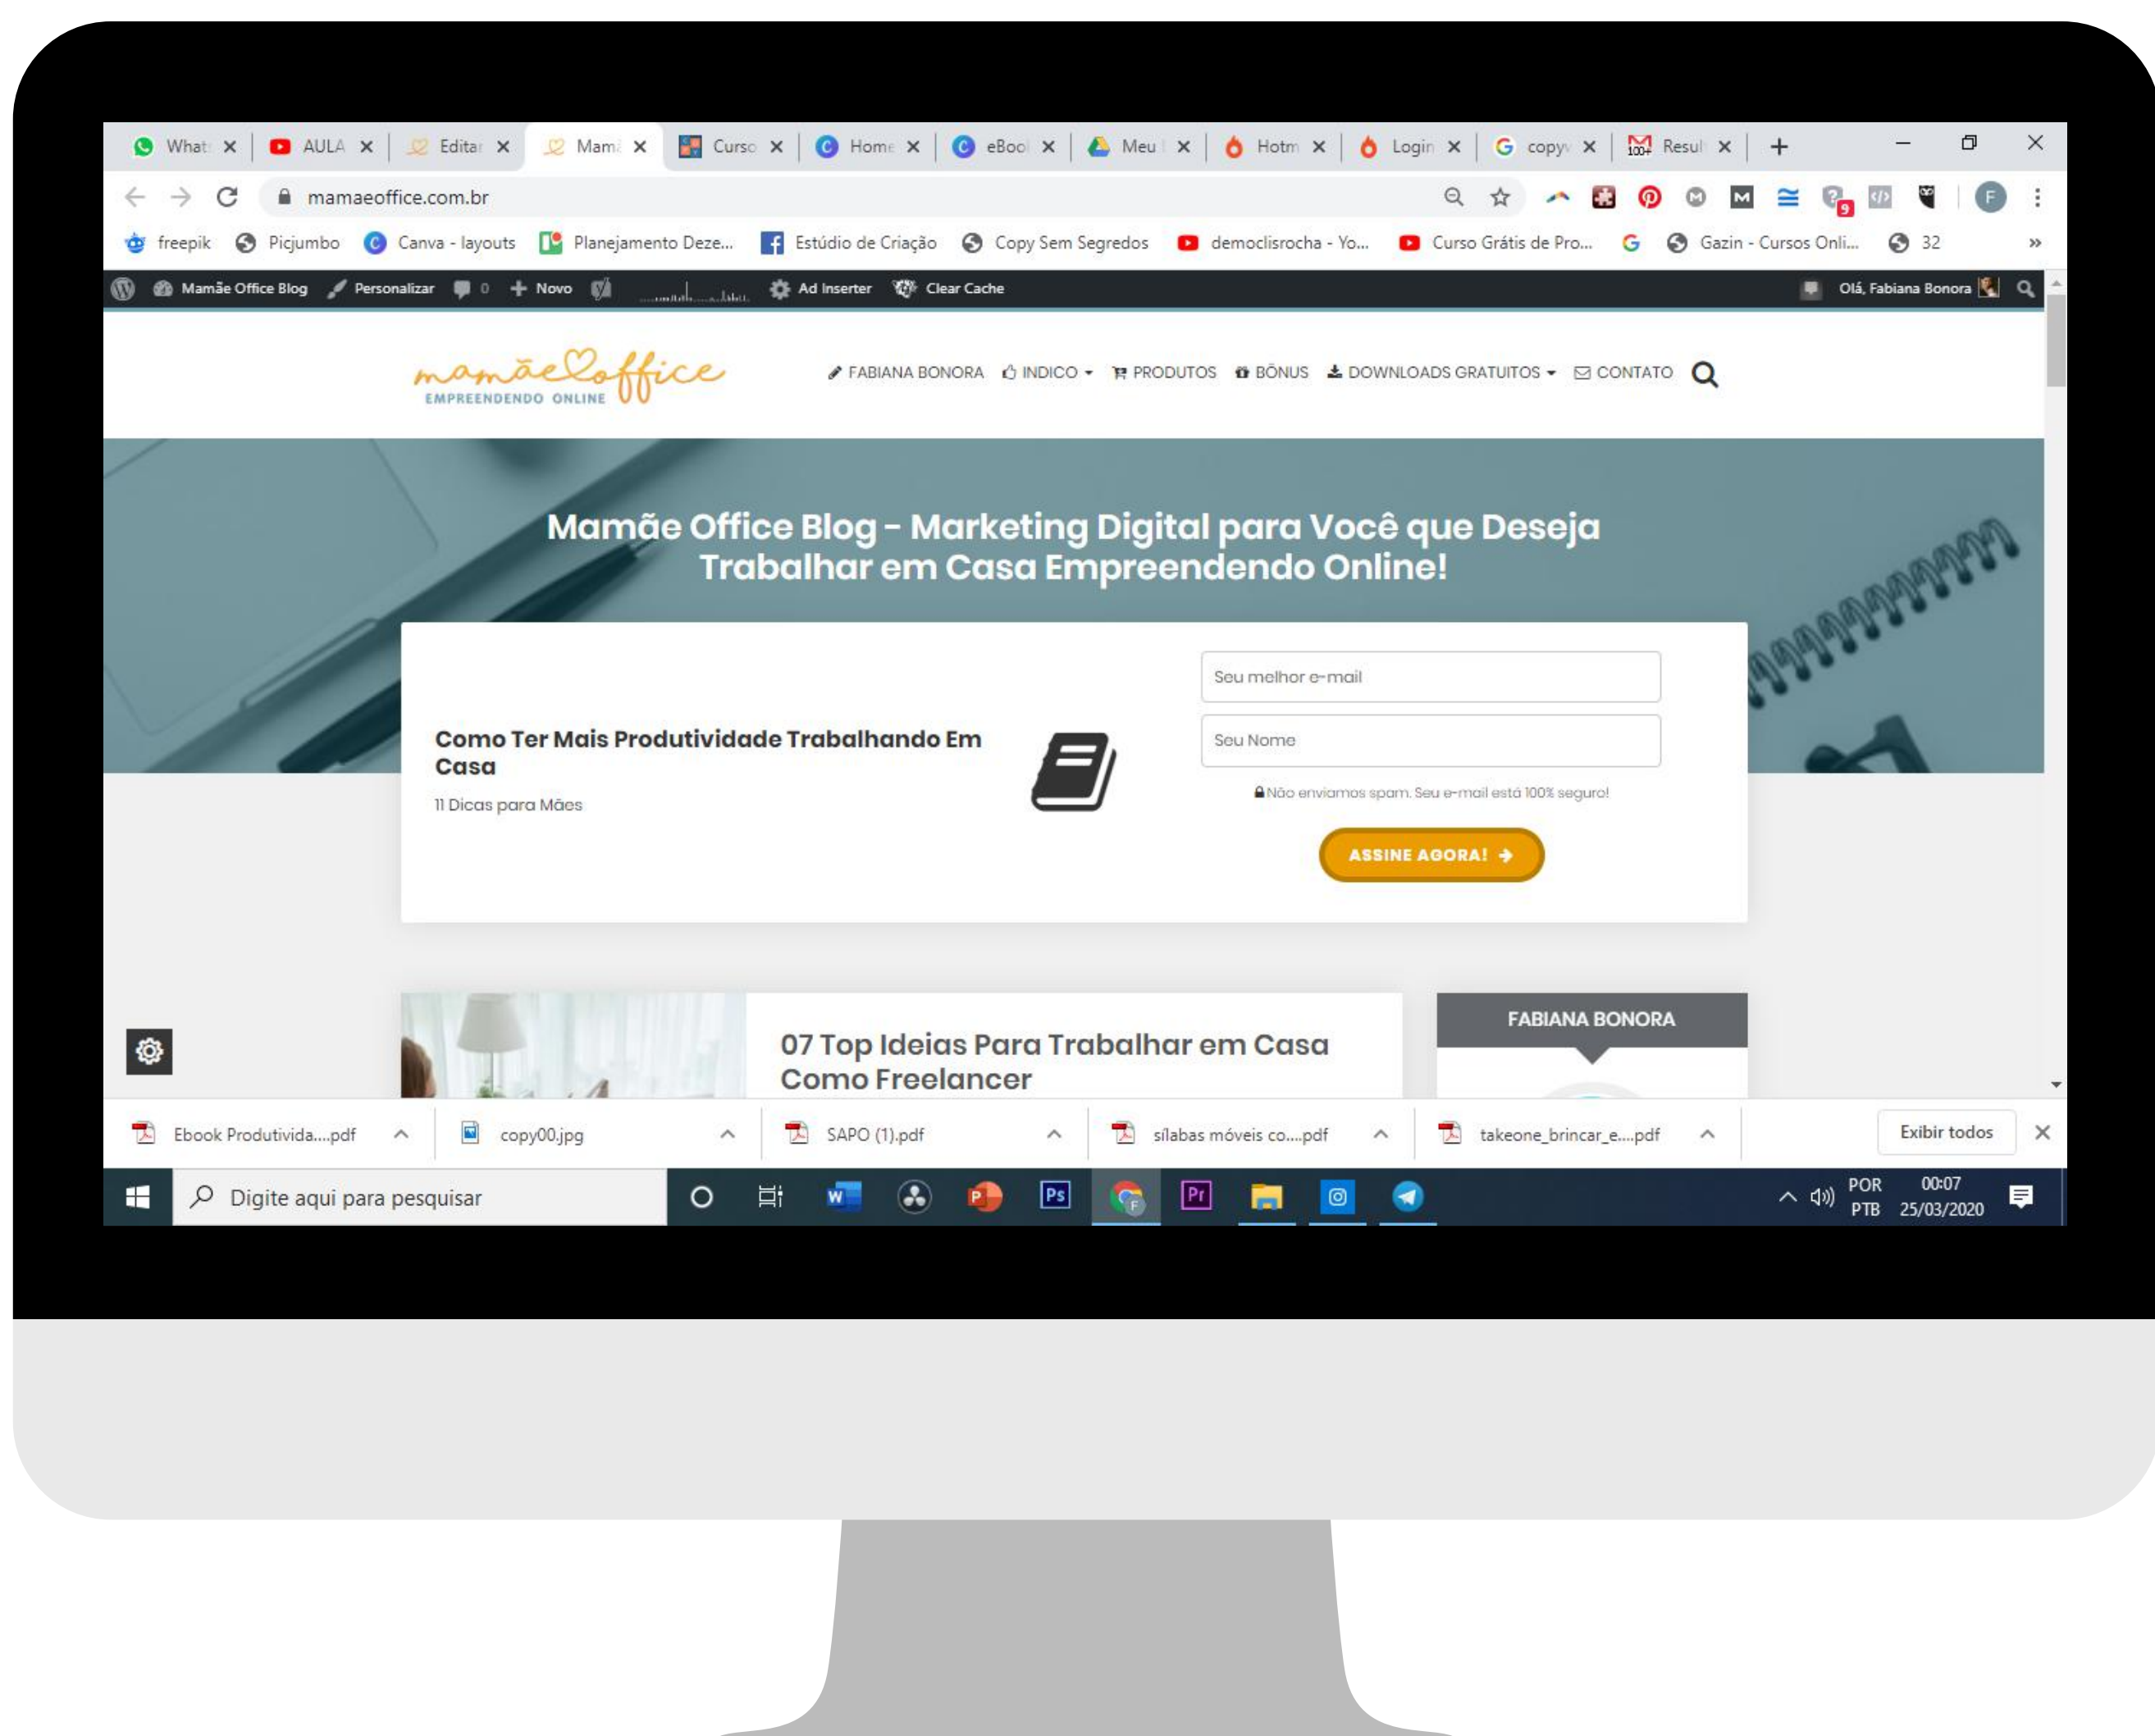 What AULA Editar Mamã Curso Home eBoo Meu Hotm Login copyw Resul
mamaeoffice.com.br
freepik Picjumbo Canva - layouts Planejamento Deze... Estúdio de Criação Copy Sem Segredos democlisrocha - Yo... Curso Grátis de Pro... Gazin - Cursos Onli... 32
Mamãe Office Blog Personalizar 0 Novo Ad Inserter Clear Cache Olá, Fabiana Bonora
mamãe office
EMPREENDENDO ONLINE
FABIANA BONORA INDICO PRODUTOS BÔNUS DOWNLOADS GRATUITOS CONTATO
Mamãe Office Blog - Marketing Digital para Você que Deseja
Trabalhar em Casa Empreendendo Online!
Como Ter Mais Produtividade Trabalhando Em
Casa
11 Dicas para Mães
Seu melhor e-mail
Seu Nome
Não enviamos spam. Seu e-mail está 100% seguro!
ASSINE AGORA!
07 Top Ideias Para Trabalhar em Casa
Como Freelancer
FABIANA BONORA
Ebook Produtivida....pdf copy00.jpg SAPO (1).pdf sílabas móveis co....pdf takeone_brincar_e....pdf Exibir todos
Digite aqui para pesquisar
POR 00:07
PTB 25/03/2020